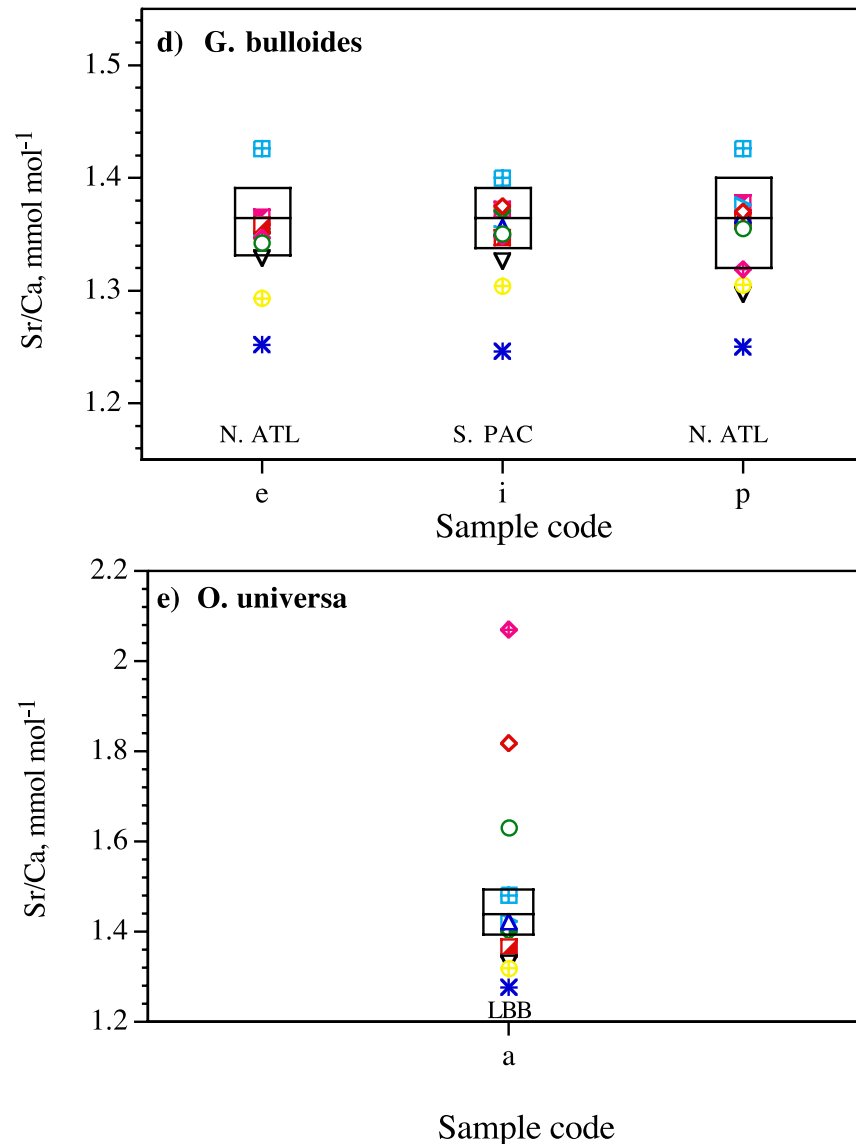 d) G. bulloides
1.5
1.4
1.3
1.2
Sr/Ca, mmol mol-1
N. ATL S. PAC N. ATL
e i p
Sample code
e) O. universa
2.2
2
1.8
1.6
1.4
1.2
Sr/Ca, mmol mol-1
LBB
a
Sample code